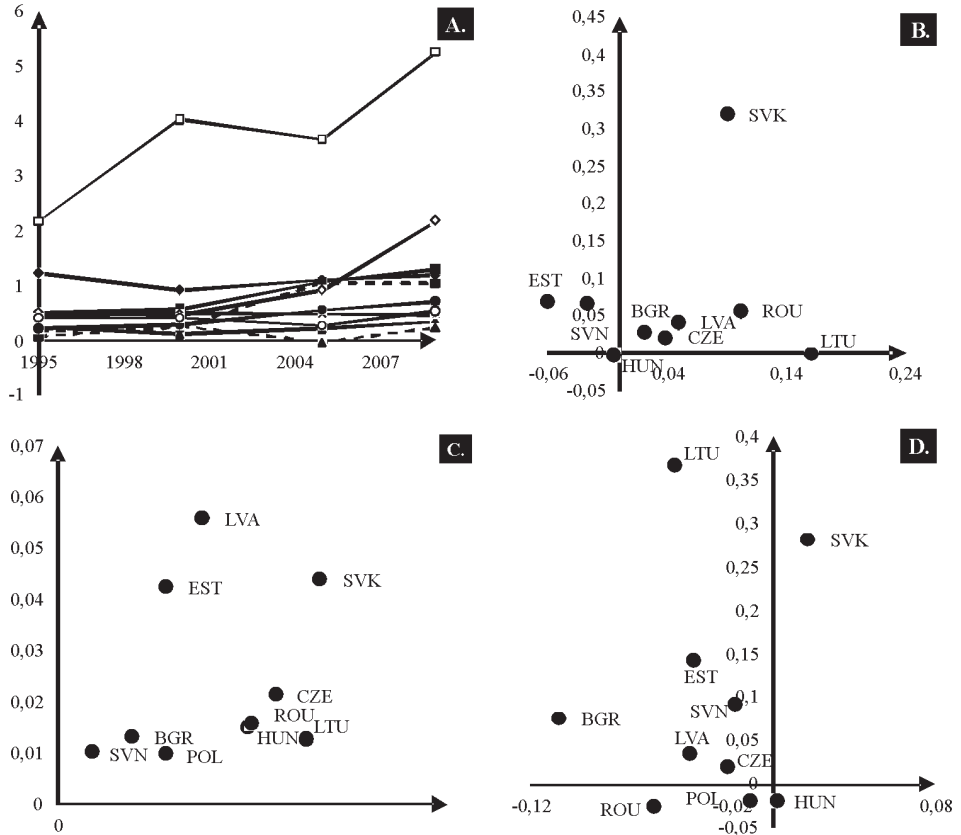 A.
6
5
4
3
2
1
0
-1
1995 1998 2001 2004 2007
B.
0,45
0,4
0,35
0,3
0,25
0,2
0,15
0,1
0,05
0
-0,05
-0,06 0,04 0,14 0,24
SVK
EST
SVN
BGR
LVA
ROU
CZE
LTU
HUN
C.
0,07
0,06
0,05
0,04
0,03
0,02
0,01
0
0
LVA
EST
SVK
CZE
ROU
LTU
HUN
BGR
SVN
POL
D.
0,4
0,35
0,3
0,25
0,2
0,15
0,1
0,05
0
-0,05
-0,12 -0,02 0,08
LTU
SVK
EST
SVN
BGR
LVA
CZE
POL
HUN
ROU